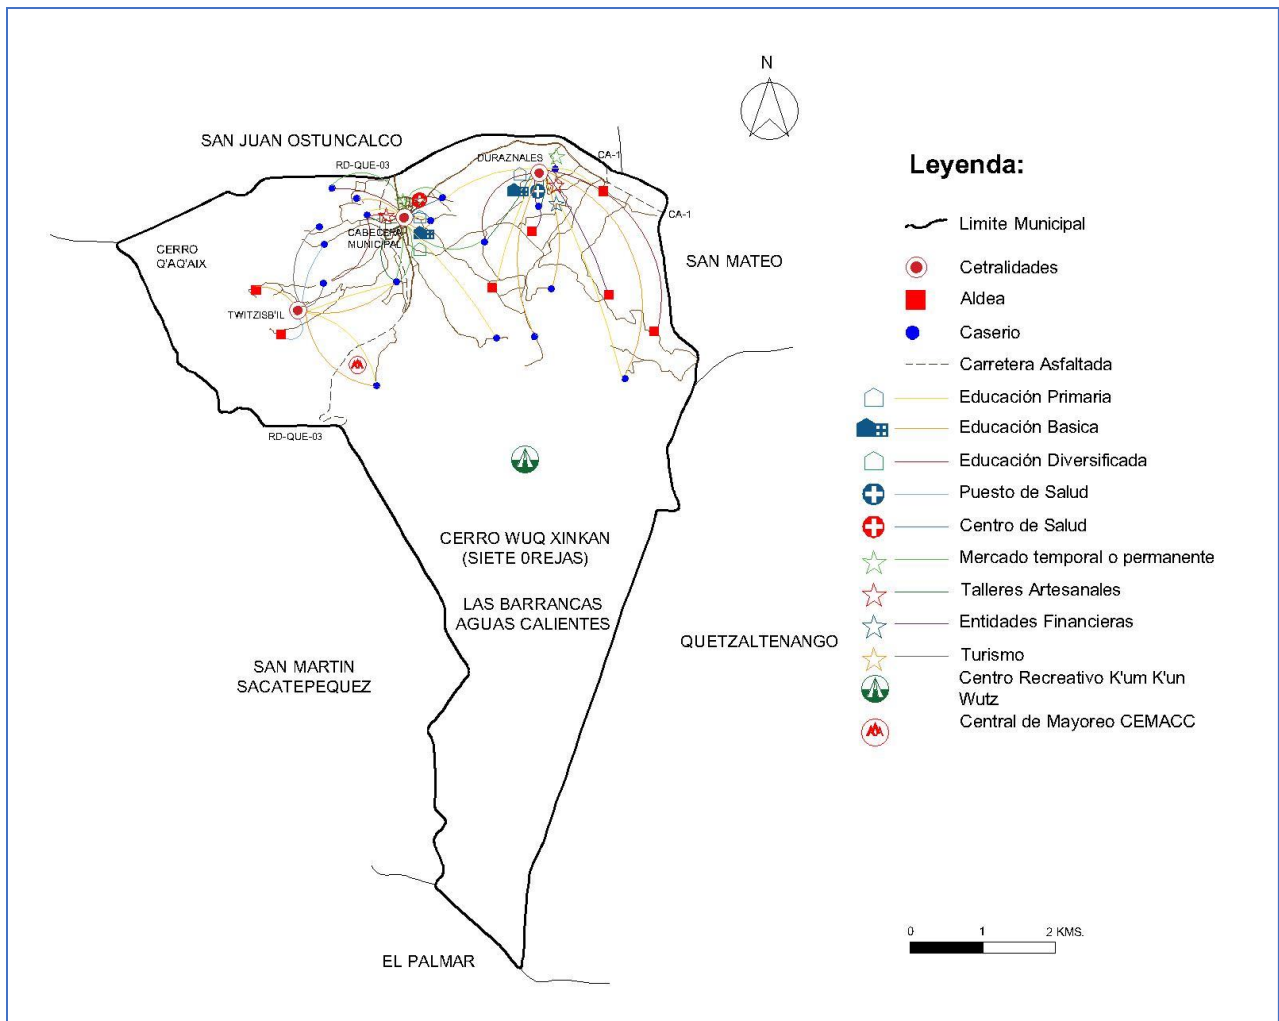 N
SAN JUAN OSTUNCALCO
RD-QUE-03
DURAZNALES
CA-1
CA-1
CERRO
Q'AQ'AIX
CABECERA
MUNICIPAL
SAN MATEO
TWITZISB'IL
RD-QUE-03
CERRO WUQ XINKAN
(SIETE 0REJAS)
LAS BARRANCAS
AGUAS CALIENTES
QUETZALTENANGO
SAN MARTIN
SACATEPEQUEZ
EL PALMAR
Leyenda:
Limite Municipal
Cetralidades
Aldea
Caserio
Carretera Asfaltada
Educación Primaria
Educación Basica
Educación Diversificada
Puesto de Salud
Centro de Salud
Mercado temporal o permanente
Talleres Artesanales
Entidades Financieras
Turismo
Centro Recreativo K'um K'un
Wutz
Central de Mayoreo CEMACC
0 1 2 KMS.